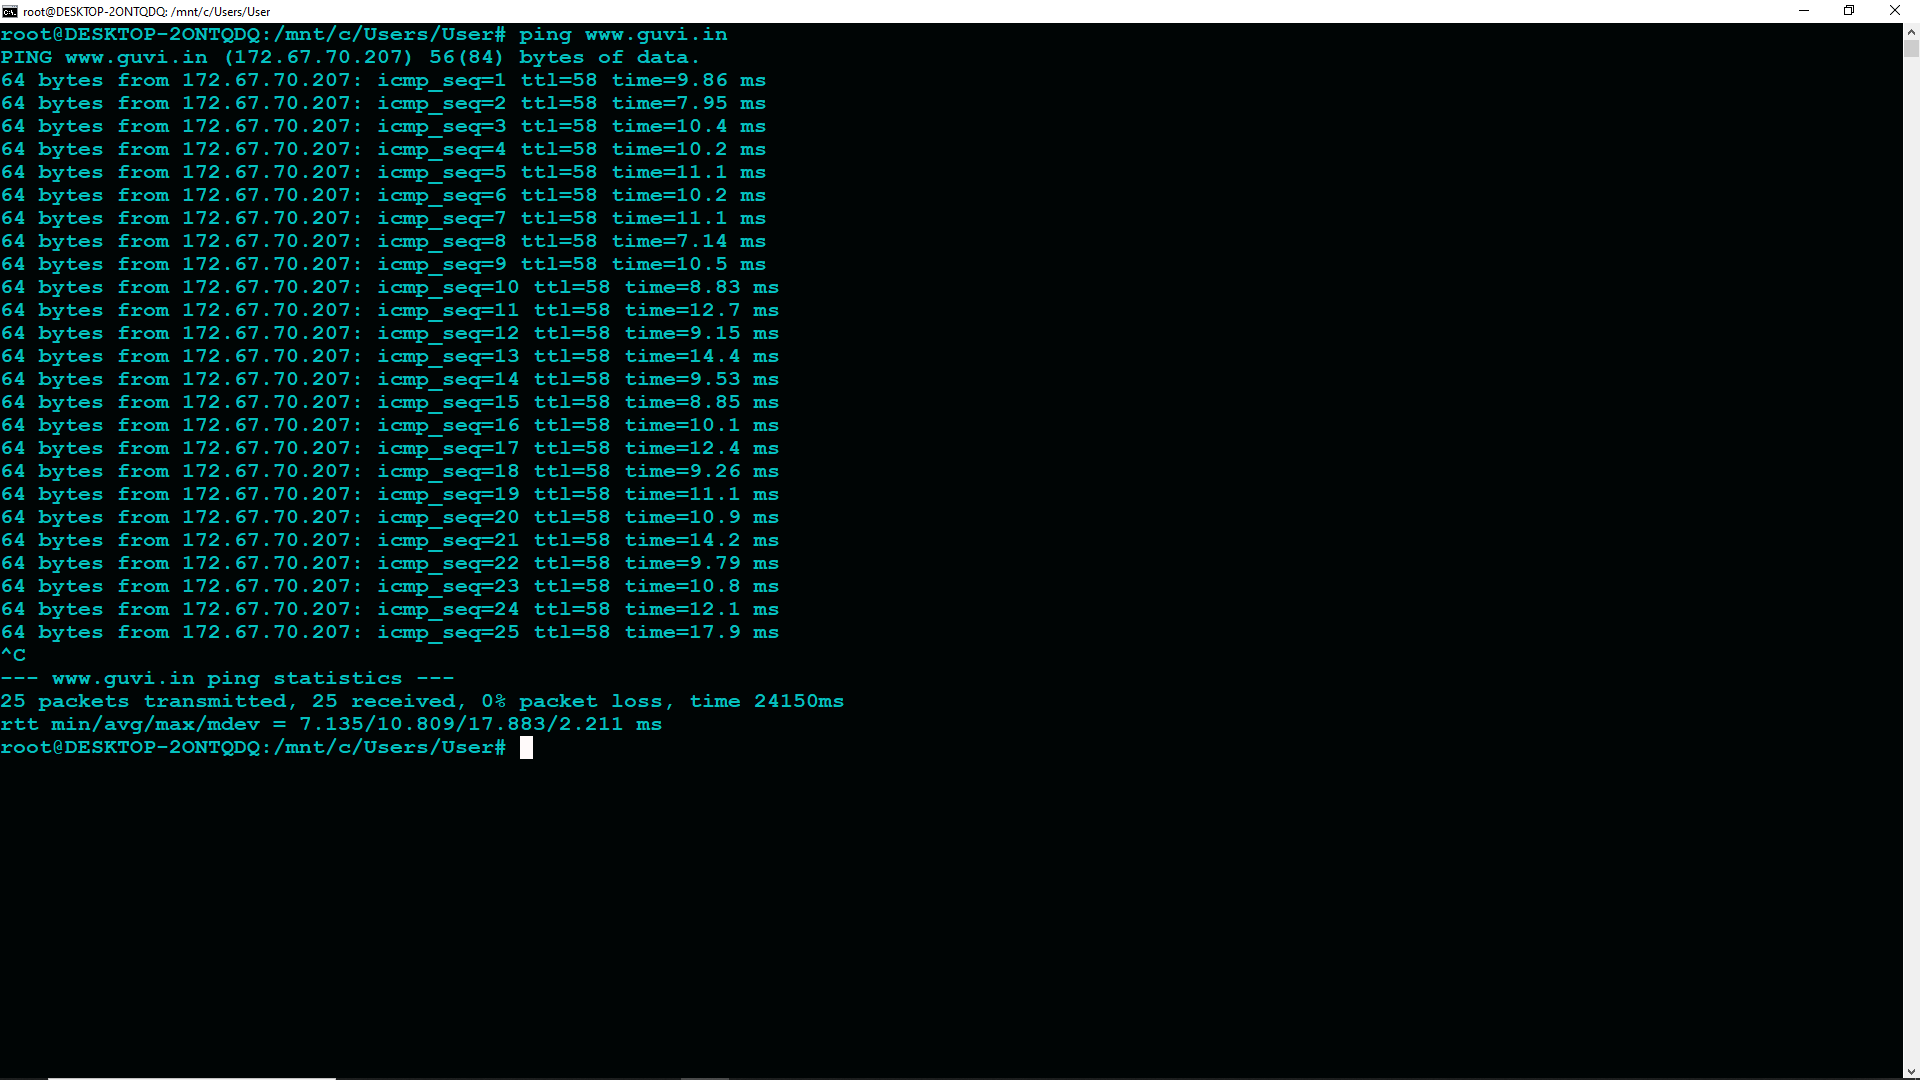 root@DESKTOP-2ONTQDQ: /mnt/c/Users/User
root@DESKTOP-2ONTQDQ:/mnt/c/Users/User# ping www.guvi.in
PING www.guvi.in (172.67.70.207) 56(84) bytes of data.
64 bytes from 172.67.70.207: icmp_seq=1 ttl=58 time=9.86 ms
64 bytes from 172.67.70.207: icmp_seq=2 ttl=58 time=7.95 ms
64 bytes from 172.67.70.207: icmp_seq=3 ttl=58 time=10.4 ms
64 bytes from 172.67.70.207: icmp_seq=4 ttl=58 time=10.2 ms
64 bytes from 172.67.70.207: icmp_seq=5 ttl=58 time=11.1 ms
64 bytes from 172.67.70.207: icmp_seq=6 ttl=58 time=10.2 ms
64 bytes from 172.67.70.207: icmp_seq=7 ttl=58 time=11.1 ms
64 bytes from 172.67.70.207: icmp_seq=8 ttl=58 time=7.14 ms
64 bytes from 172.67.70.207: icmp_seq=9 ttl=58 time=10.5 ms
64 bytes from 172.67.70.207: icmp_seq=10 ttl=58 time=8.83 ms
64 bytes from 172.67.70.207: icmp_seq=11 ttl=58 time=12.7 ms
64 bytes from 172.67.70.207: icmp_seq=12 ttl=58 time=9.15 ms
64 bytes from 172.67.70.207: icmp_seq=13 ttl=58 time=14.4 ms
64 bytes from 172.67.70.207: icmp_seq=14 ttl=58 time=9.53 ms
64 bytes from 172.67.70.207: icmp_seq=15 ttl=58 time=8.85 ms
64 bytes from 172.67.70.207: icmp_seq=16 ttl=58 time=10.1 ms
64 bytes from 172.67.70.207: icmp_seq=17 ttl=58 time=12.4 ms
64 bytes from 172.67.70.207: icmp_seq=18 ttl=58 time=9.26 ms
64 bytes from 172.67.70.207: icmp_seq=19 ttl=58 time=11.1 ms
64 bytes from 172.67.70.207: icmp_seq=20 ttl=58 time=10.9 ms
64 bytes from 172.67.70.207: icmp_seq=21 ttl=58 time=14.2 ms
64 bytes from 172.67.70.207: icmp_seq=22 ttl=58 time=9.79 ms
64 bytes from 172.67.70.207: icmp_seq=23 ttl=58 time=10.8 ms
64 bytes from 172.67.70.207: icmp_seq=24 ttl=58 time=12.1 ms
64 bytes from 172.67.70.207: icmp_seq=25 ttl=58 time=17.9 ms
^C
--- www.guvi.in ping statistics ---
25 packets transmitted, 25 received, 0% packet loss, time 24150ms
rtt min/avg/max/mdev = 7.135/10.809/17.883/2.211 ms
root@DESKTOP-2ONTQDQ:/mnt/c/Users/User#